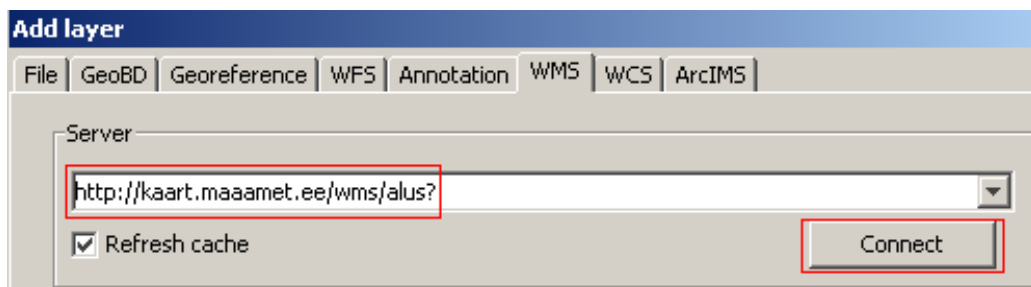 Add layer
File GeoBD Georeference WFS Annotation WMS WCS ArcIMS
Server
http://kaart.maaamet.ee/wms/alus?
Refresh cache Connect